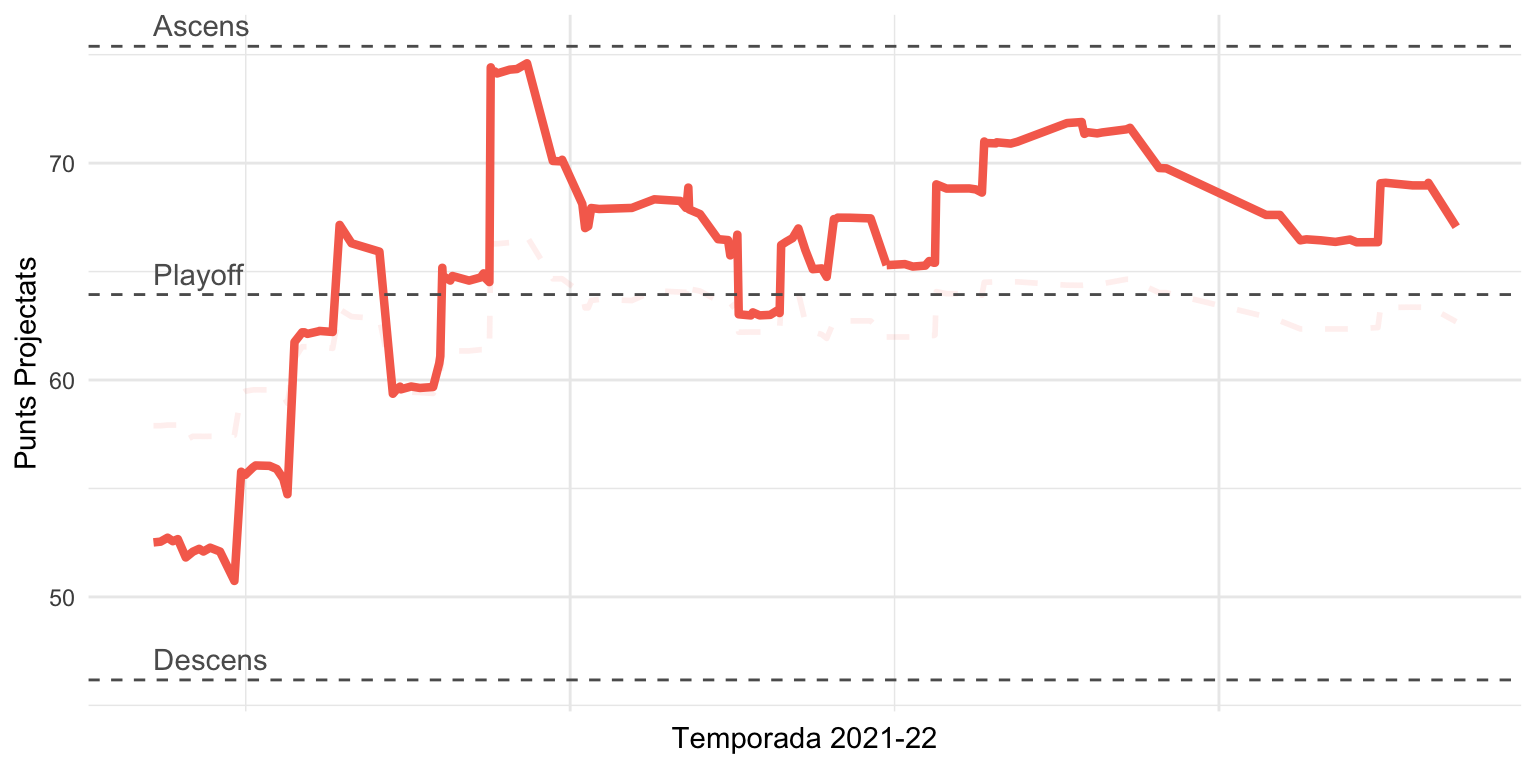 Ascens
70
Playoff
60
50
Descens
Punts Projectats
Temporada 2021-22